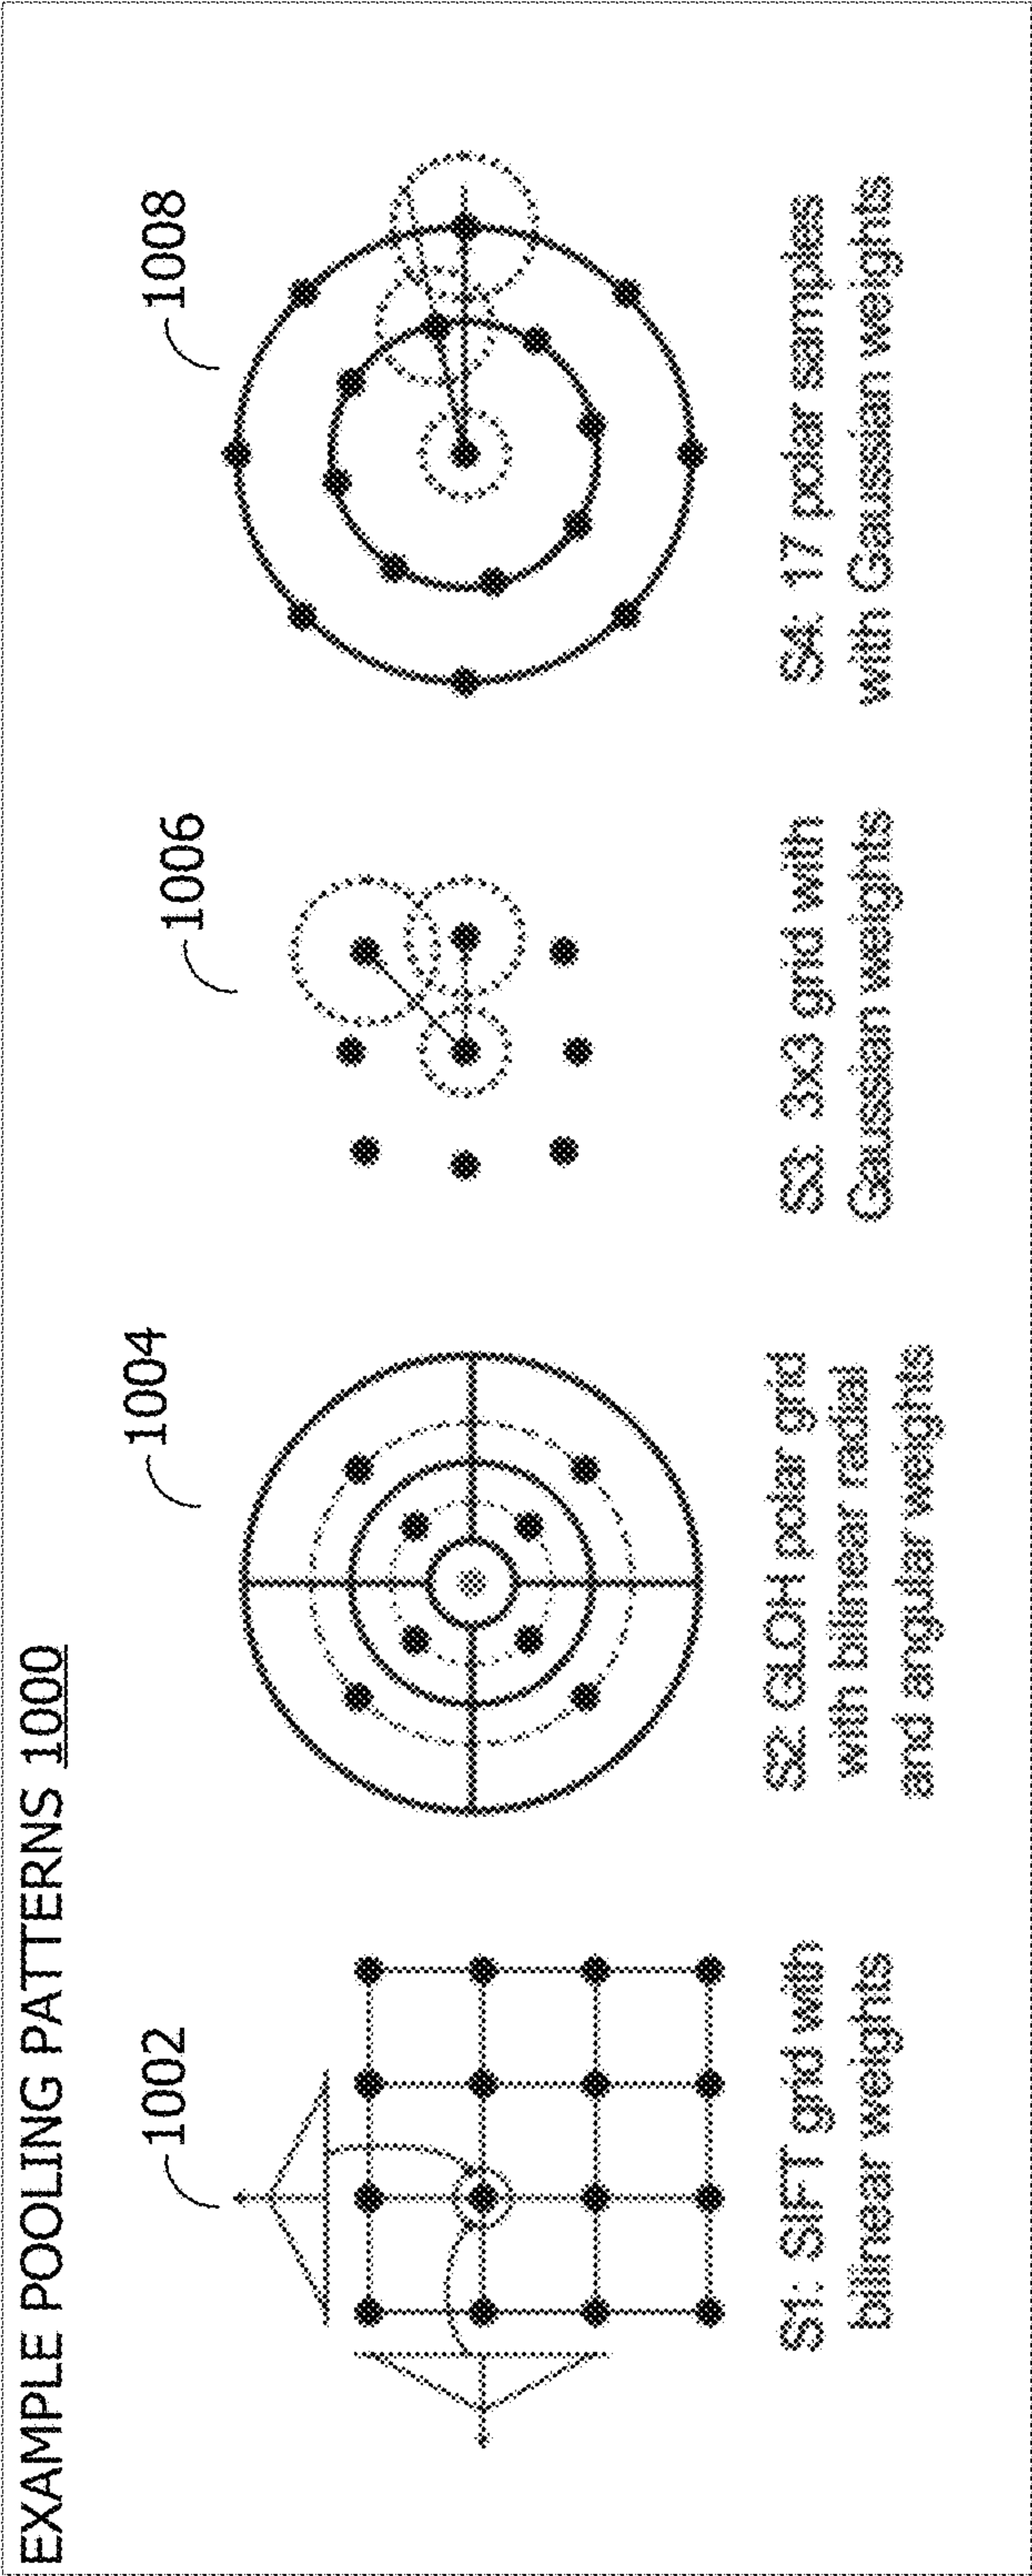 EXAMPLE POOLING PATTERNS 1000
1002
1004
1006
1008
S1: SIFT grid with
bilinear weights
S2: GLOH polar grid
with bilinear radial
and angular weights
S3: 3x3 grid with
Gaussian weights
S4: 17 polar samples
with Gaussian weights